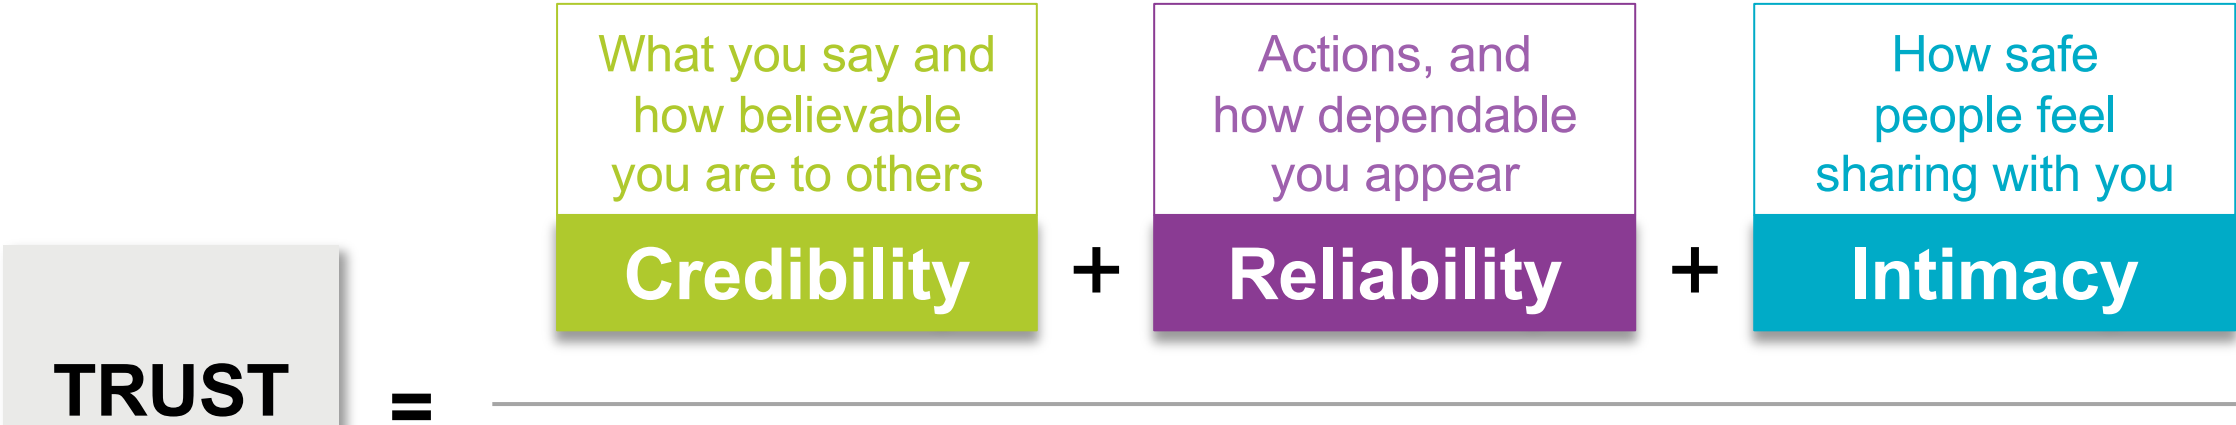 What you say and
how believable
you are to others
Credibility
+
Actions, and
how dependable
you appear
Reliability
+
How safe
people feel
sharing with you
Intimacy
TRUST
=